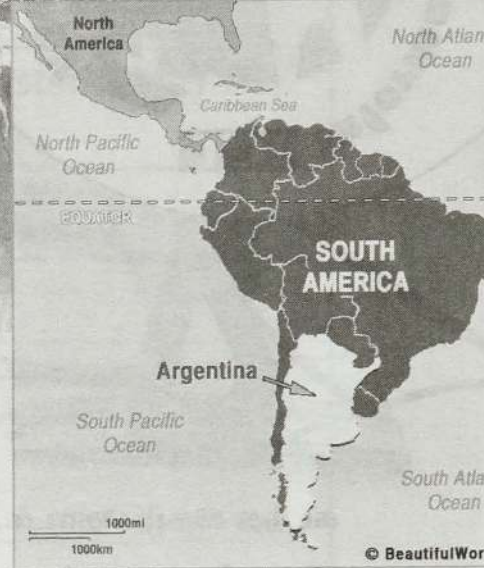 North
America
North Atlan
Ocean
Caribbean Sea
North Pacific
Ocean
EQUATOR
SOUTH
AMERICA
Argentina
South Pacific
Ocean
South Atla
Ocean
1000mi
1000km
© BeautifulWor